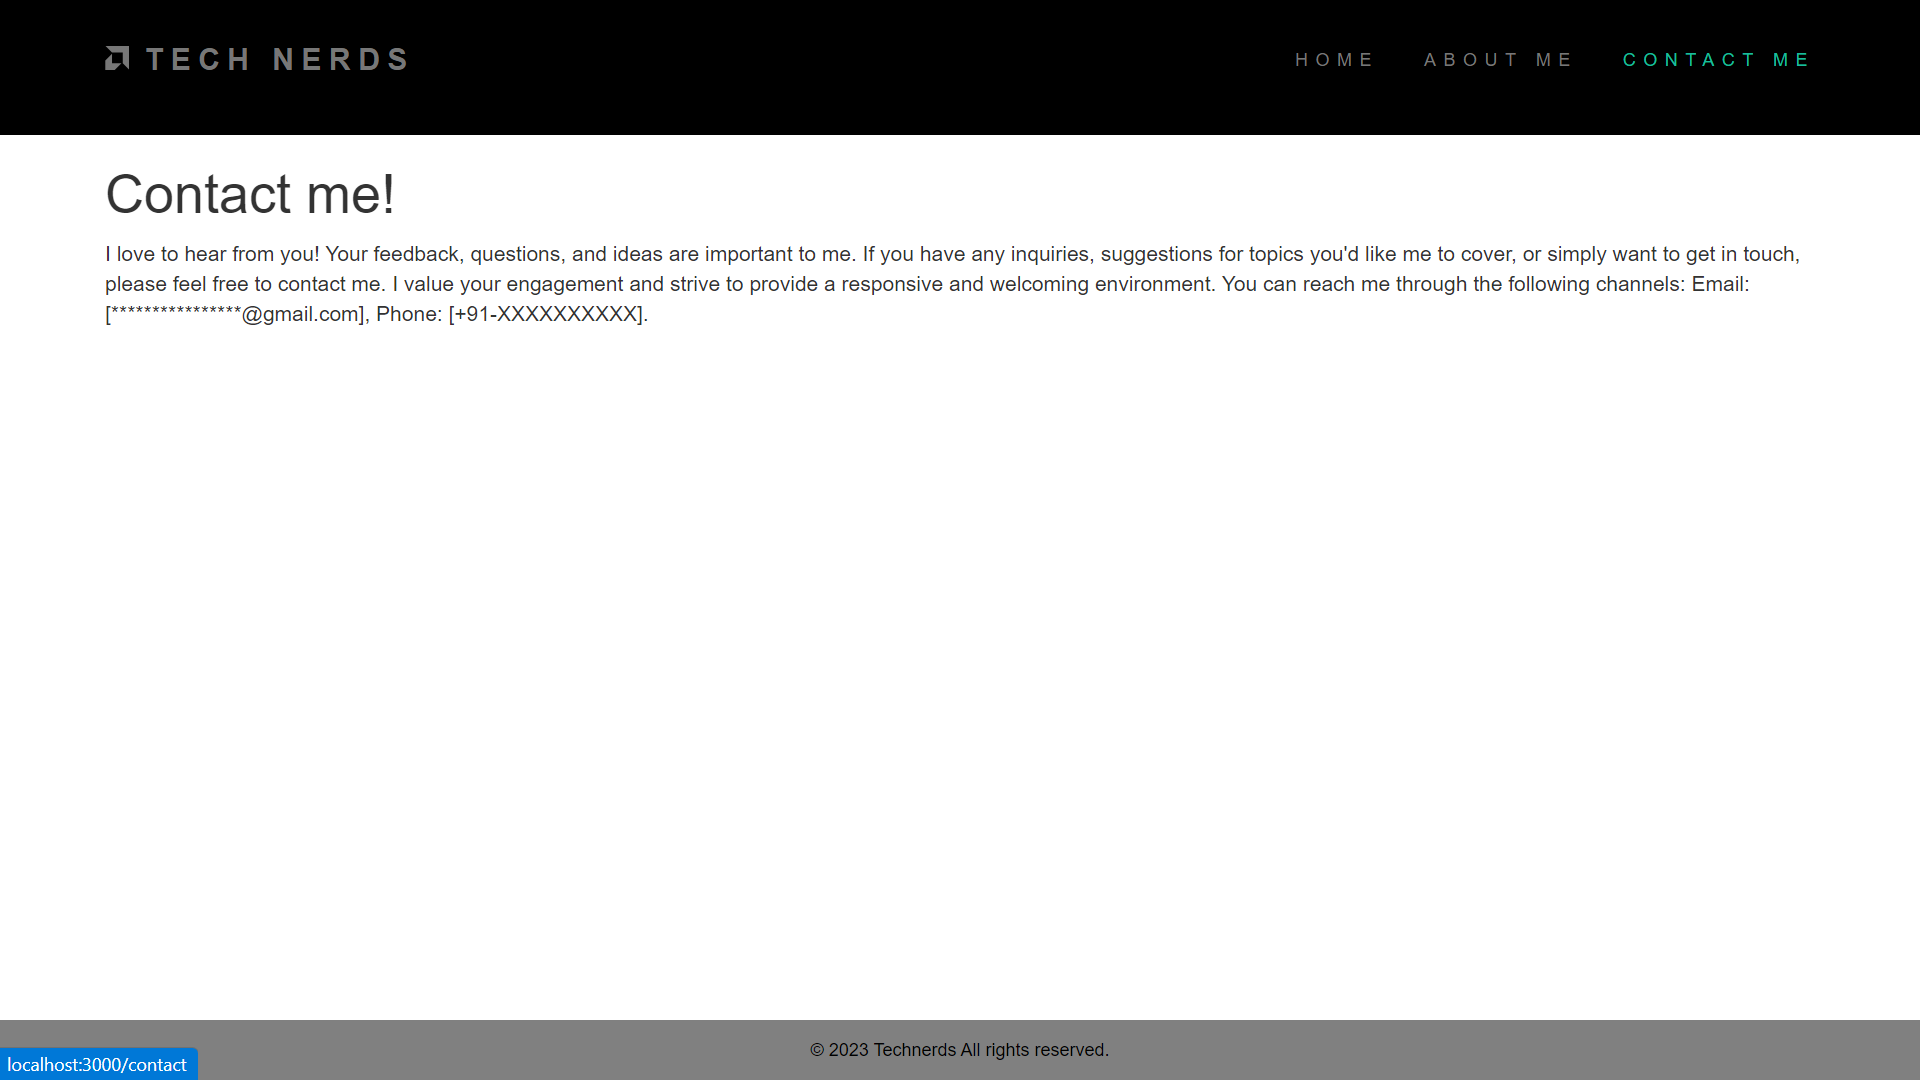 TECH NERDS
HOME ABOUT ME CONTACT ME
Contact me!
I love to hear from you! Your feedback, questions, and ideas are important to me. If you have any inquiries, suggestions for topics you'd like me to cover, or simply want to get in touch,
please feel free to contact me. I value your engagement and strive to provide a responsive and welcoming environment. You can reach me through the following channels: Email:
[****************@gmail.com], Phone: [+91-XXXXXXXXXX].
© 2023 Technerds All rights reserved.
localhost:3000/contact